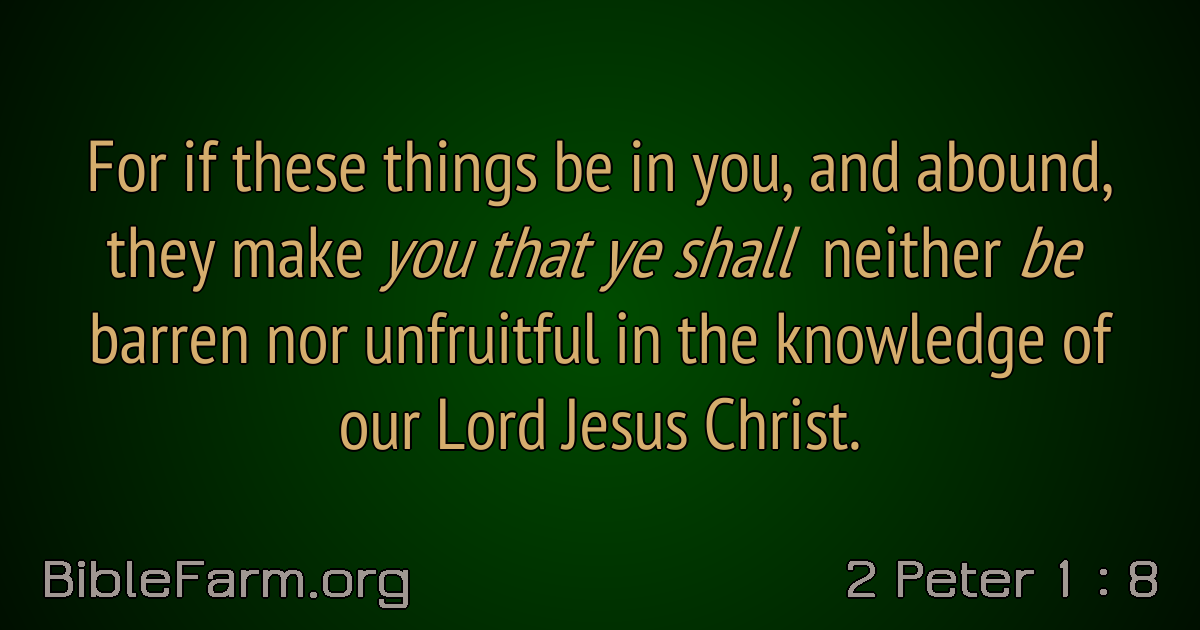 For if these things be in you, and abound,
they make you that ye shall neither be
barren nor unfruitful in the knowledge of
our Lord Jesus Christ.
BibleFarm.org
2 Peter 1 : 8